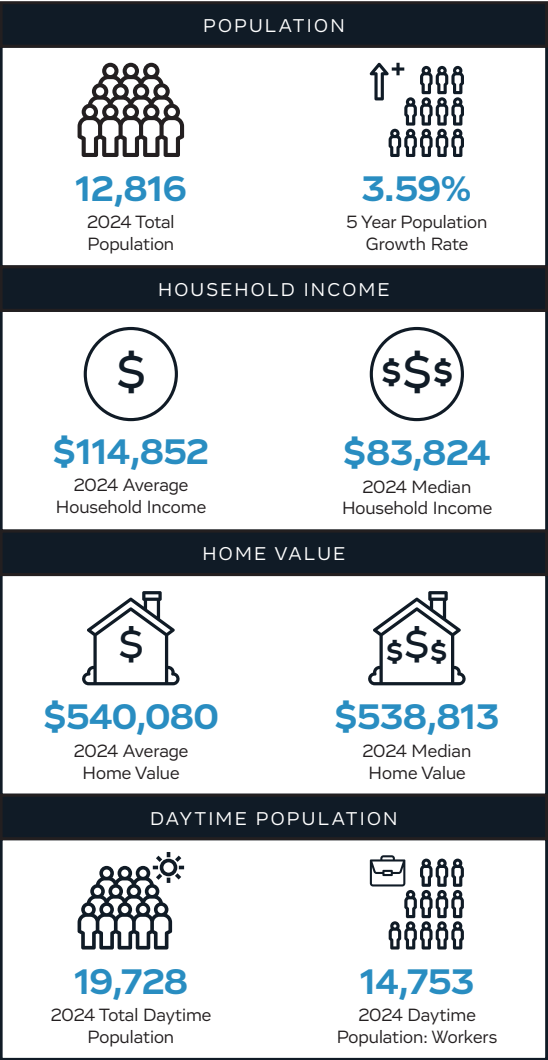 POPULATION
12,816
2024 Total
Population
3.59%
5 Year Population
Growth Rate
HOUSEHOLD INCOME
$
$114,852
2024 Average
Household Income
$$$
$83,824
2024 Median
Household Income
HOME VALUE
$
$540,080
2024 Average
Home Value
$$$
$538,813
2024 Median
Home Value
DAYTIME POPULATION
19,728
2024 Total Daytime
Population
14,753
2024 Daytime
Population: Workers